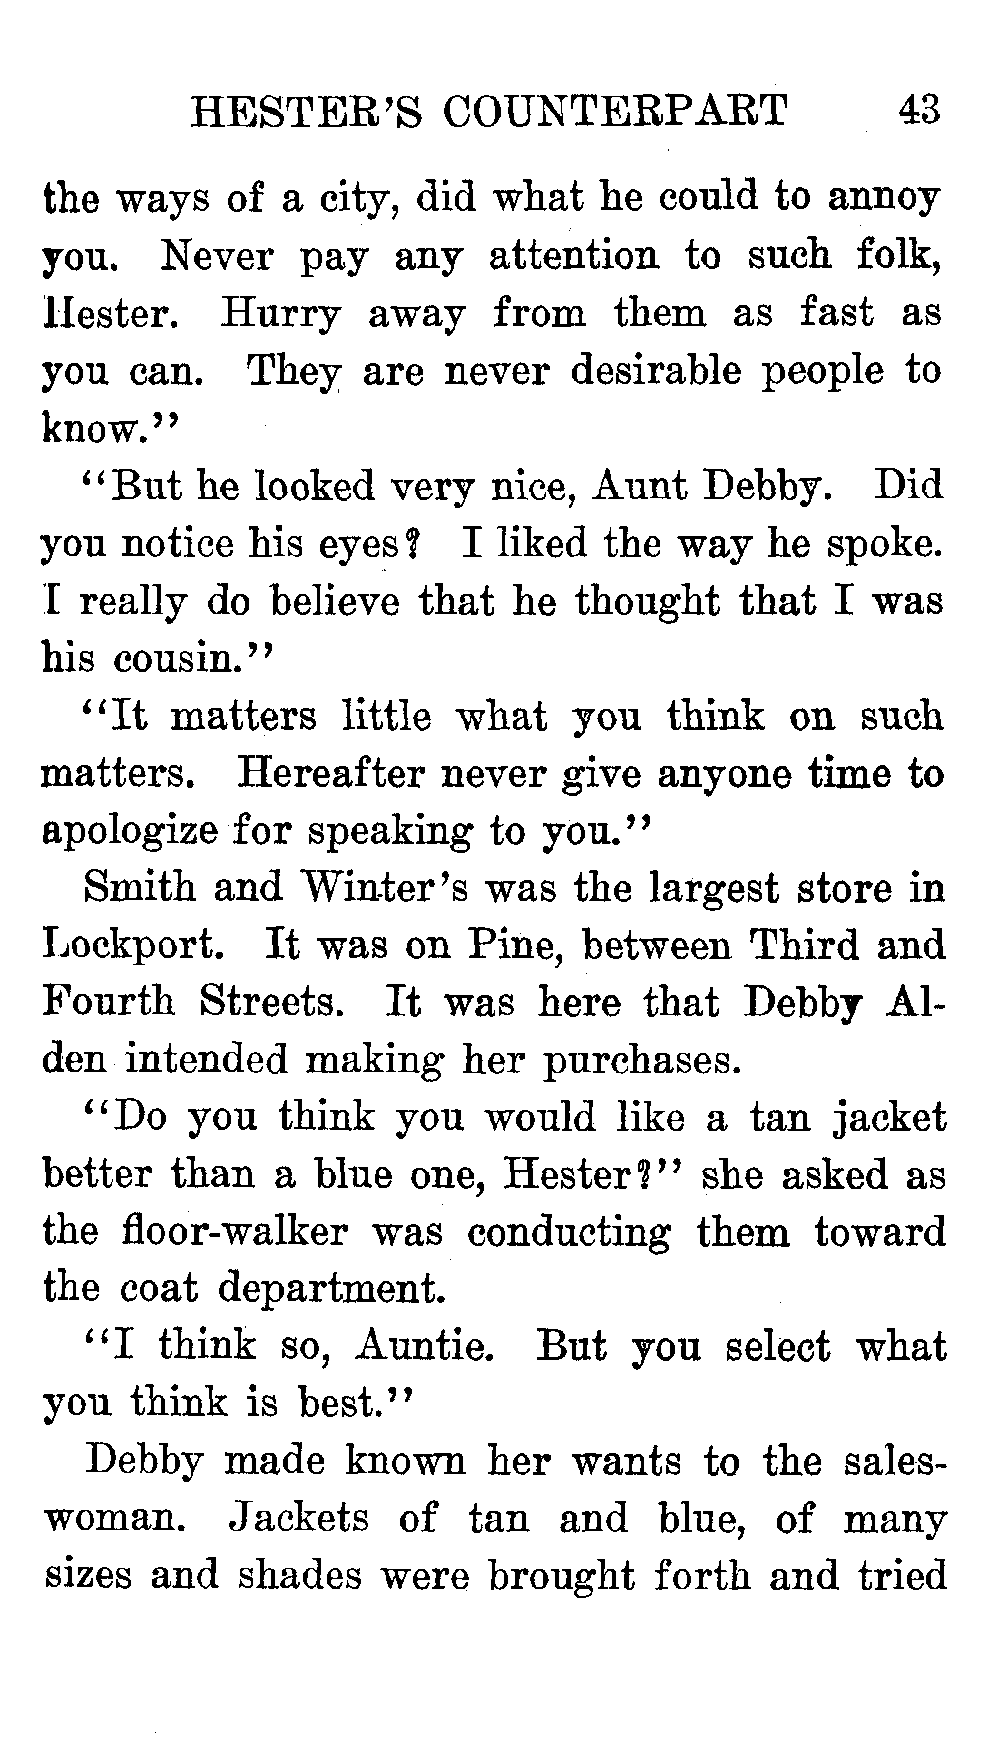 HESTER'S COUNTERPART 43
the ways of a city, did what he could to annoy
you. Never pay any attention to such folk,
Hester. Hurry away from them as fast as
you can. They are never desirable people to
know."
"But he looked very nice, Aunt Debby. Did
you notice his eyes? I liked the way he spoke.
I really do believe that he thought that I was
his cousin."
"It matters little what you think on such
matters. Hereafter never give anyone time to
apologize for speaking to you."
Smith and Winter's was the largest store in
Lockport. It was on Pine, between Third and
Fourth Streets. It was here that Debby Al-
den intended making her purchases.
"Do you think you would like a tan jacket
better than a blue one, Hester?" she asked as
the floor-walker was conducting them toward
the coat department.
"I think so, Auntie. But you select what
you think is best."
Debby made known her wants to the sales-
woman. Jackets of tan and blue, of many
sizes and shades were brought forth and tried